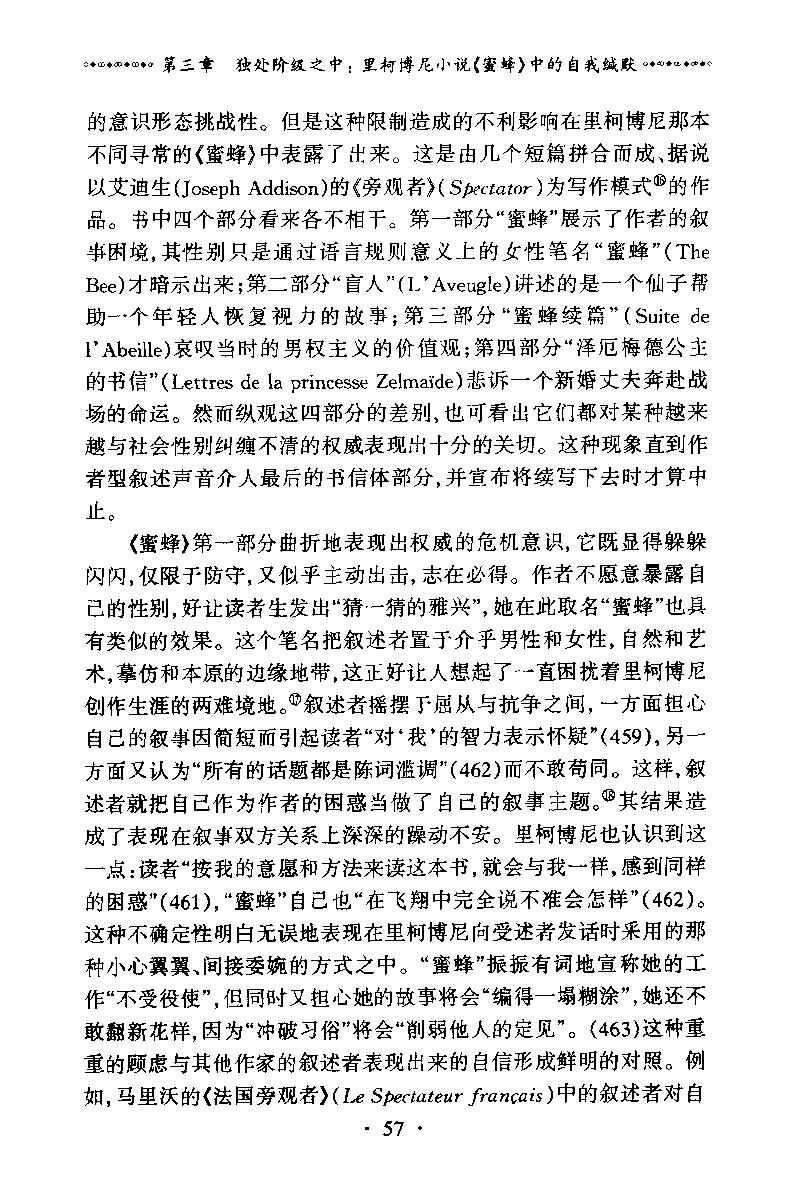 第三章 独处阶级之中:里柯博尼小说《蜜蜂》中的自我缄默
的意识形态挑战性。但是这种限制造成的不利影响在里柯博尼那本
不同寻常的《蜜蜂》中表露了出来。这是由几个短篇拼合而成、据说
以艾迪生(Joseph Addison)的《旁观者》(Spectator)为写作模式⑯的作
品。书中四个部分看来各不相干。第一部分“蜜蜂”展示了作者的叙
事困境,其性别只是通过语言规则意义上的女性笔名“蜜蜂”(The
Bee)才暗示出来;第二部分“盲人”(L’Aveugle)讲述的是一个仙子帮
助一个年轻人恢复视力的故事;第三部分“蜜蜂续篇”(Suite de
l’Abeille)哀叹当时的男权主义的价值观;第四部分“泽厄梅德公主
的书信”(Lettres de la princesse Zelmaïde)悲诉一个新婚丈夫奔赴战
场的命运。然而纵观这四部分的差别,也可看出它们都对某种越来
越与社会性别纠缠不清的权威表现出十分的关切。这种现象直到作
者型叙述声音介人最后的书信体部分,并宣布将续写下去时才算中
止。
《蜜蜂》第一部分曲折地表现出权威的危机意识,它既显得躲躲
闪闪,仅限于防守,又似乎主动出击,志在必得。作者不愿意暴露自
己的性别,好让读者生发出“猜一猜的雅兴”,她在此取名“蜜蜂”也具
有类似的效果。这个笔名把叙述者置于介乎男性和女性,自然和艺
术,摹仿和本原的边缘地带,这正好让人想起了一直困扰着里柯博尼
创作生涯的两难境地。⑰叙述者摇摆于屈从与抗争之间,一方面担心
自己的叙事因简短而引起读者“对‘我’的智力表示怀疑”(459),另一
方面又认为“所有的话题都是陈词滥调”(462)而不敢苟同。这样,叙
述者就把自己作为作者的困惑当做了自己的叙事主题。⑱其结果造
成了表现在叙事双方关系上深深的躁动不安。里柯博尼也认识到这
一点:读者“按我的意愿和方法来读这本书,就会与我一样,感到同样
的困惑”(461),“蜜蜂”自己也“在飞翔中完全说不准会怎样”(462)。
这种不确定性明白无误地表现在里柯博尼向受述者发话时采用的那
种小心翼翼、间接委婉的方式之中。“蜜蜂”振振有词地宣称她的工
作“不受役使”,但同时又担心她的故事将会“编得一塌糊涂”,她还不
敢翻新花样,因为“冲破习俗”将会“削弱他人的定见”。(463)这种重
重的顾虑与其他作家的叙述者表现出来的自信形成鲜明的对照。例
如,马里沃的《法国旁观者》(Le Spectateur français)中的叙述者对自
· 57 ·